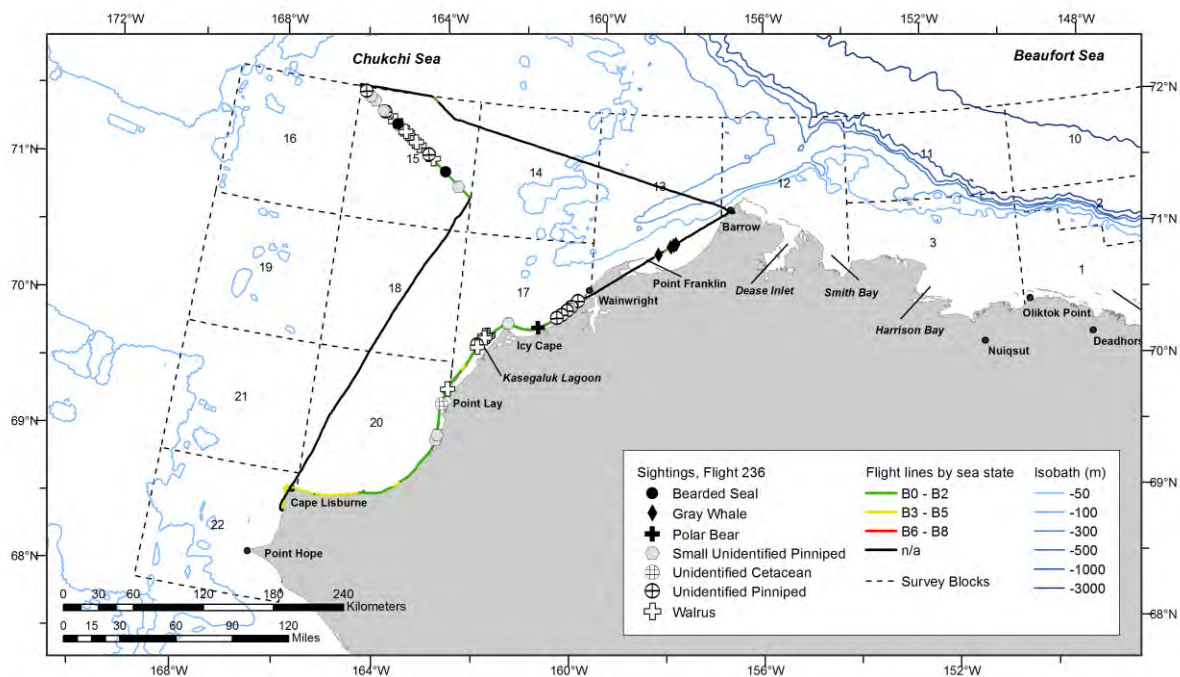 172°W 168°W 164°W 160°W 156°W 152°W 148°W
Chukchi Sea
Beaufort Sea
72°N
72°N
71°N
71°N
70°N
70°N
69°N
69°N
68°N
68°N
16
15
14
13
12
11
10
2
3
1
19
18
17
21
20
22
Barrow
Point Franklin
Wainwright
Dease Inlet
Smith Bay
Harrison Bay
Oliktok Point
Nuiqsut
Deadhors
Icy Cape
Kasegaluk Lagoon
Point Lay
Cape Lisburne
Point Hope
0 30 60 120 180 240
Kilometers
0 15 30 60 90 120
Miles
Sightings, Flight 236
Bearded Seal
Gray Whale
Polar Bear
Small Unidentified Pinniped
Unidentified Cetacean
Unidentified Pinniped
Walrus
Flight lines by sea state
B0 - B2
B3 - B5
B6 - B8
n/a
Survey Blocks
Isobath (m)
-50
-100
-300
-500
-1000
-3000
168°W 166°W 164°W 162°W 160°W 158°W 156°W 154°W 152°W 150°W